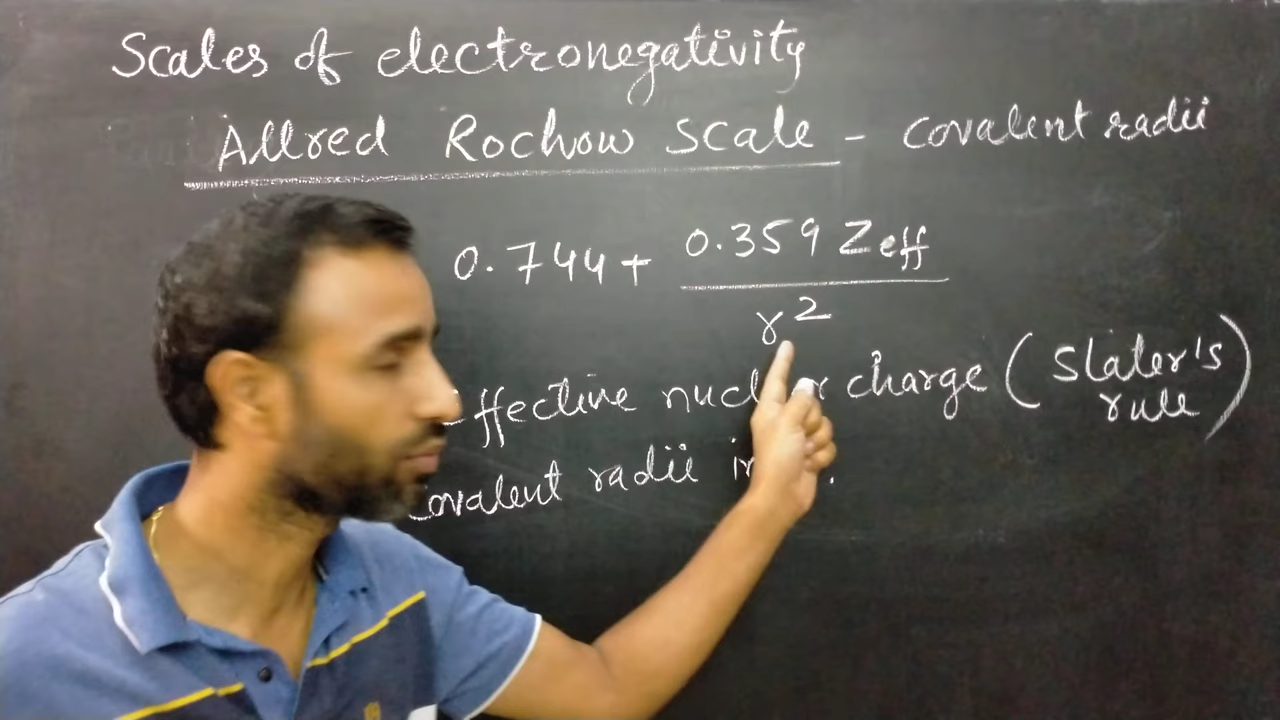 Scales of electronegativity
Allred Rochow Scale - covalent radii
0.744 + 0.359 Zeff
r²
charge (Slater's
rule)
radii